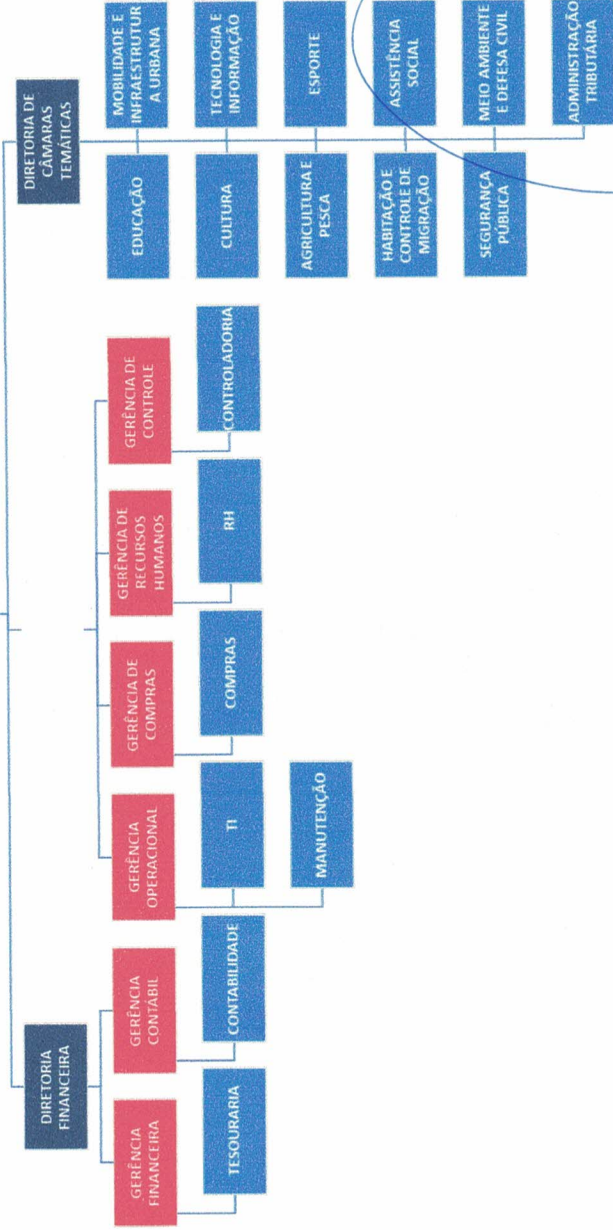 DIRETORIA
FINANCEIRA
DIRETORIA DE
CÂMARAS
TEMÁTICAS
GERÊNCIA
FINANCEIRA
GERÊNCIA
CONTÁBIL
GERÊNCIA
OPERACIONAL
GERÊNCIA DE
COMPRAS
GERÊNCIA DE
RECURSOS
HUMANOS
GERÊNCIA DE
CONTROLE
EDUCAÇÃO
MOBILIDADE E
INFRAESTRUTUR
A URBANA
TESOURARIA
CONTABILIDADE
TI
COMPRAS
RH
CONTROLADORIA
CULTURA
TECNOLOGIA E
INFORMAÇÃO
MANUTENÇÃO
AGRICULTURA E
PESCA
ESPORTE
HABITAÇÃO E
CONTROLE DE
MIGRAÇÃO
ASSISTÊNCIA
SOCIAL
SEGURANÇA
PÚBLICA
MEIO AMBIENTE
E DEFESA CIVIL
ADMINISTRAÇÃO
TRIBUTÁRIA